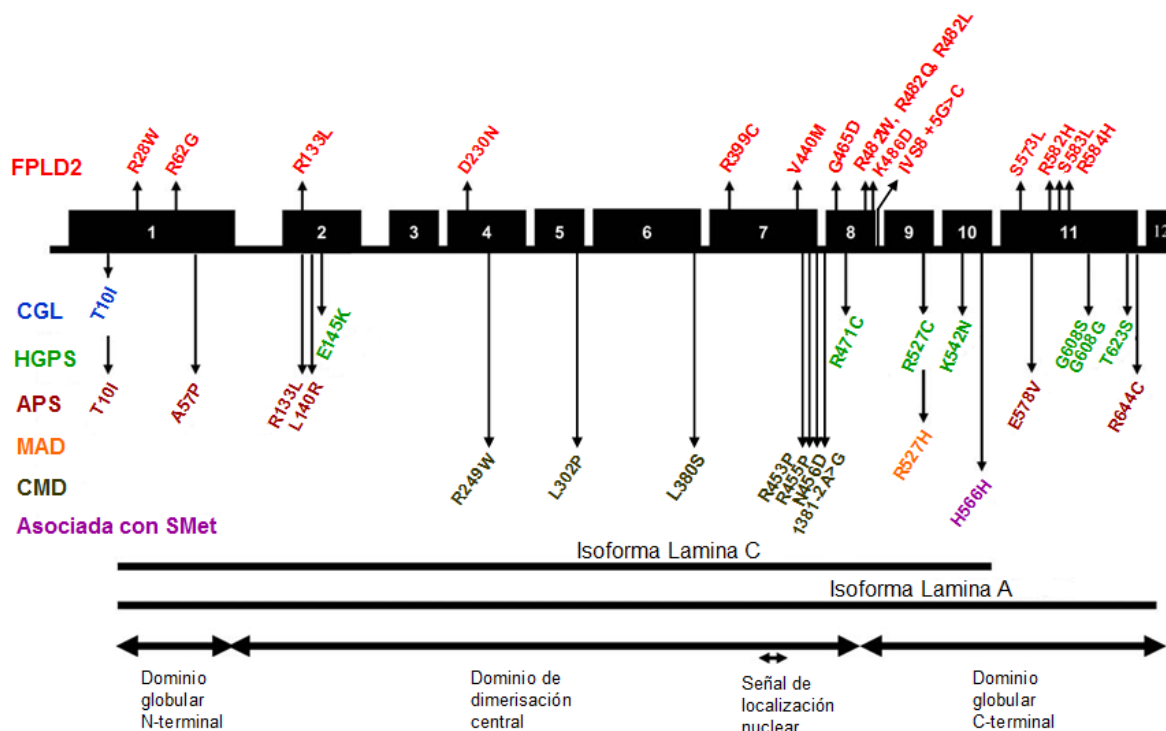 R28W
R62G
R133L
D230N
R399C
V440M
G465D
R482W, R482Q, R482L
K486D
IVS8 +5G>C
S573L
R582H
S583L
R584H
FPLD2
1
2
3
4
5
6
7
8
9
10
11
12
CGL
T10I
HGPS
E145K
R471C
R527C
K542N
G608S
G608G
T623S
APS
T10I
A57P
R133L
L140R
E578V
R644C
MAD
R527H
CMD
R249W
L302P
L380S
R453P
R455P
N456D
1381-2A>G
Asociada con SMet
H566H
Isoforma Lamina C
Isoforma Lamina A
Dominio
globular
N-terminal
Dominio de
dimerisación
central
Señal de
localización
nuclear
Dominio
globular
C-terminal